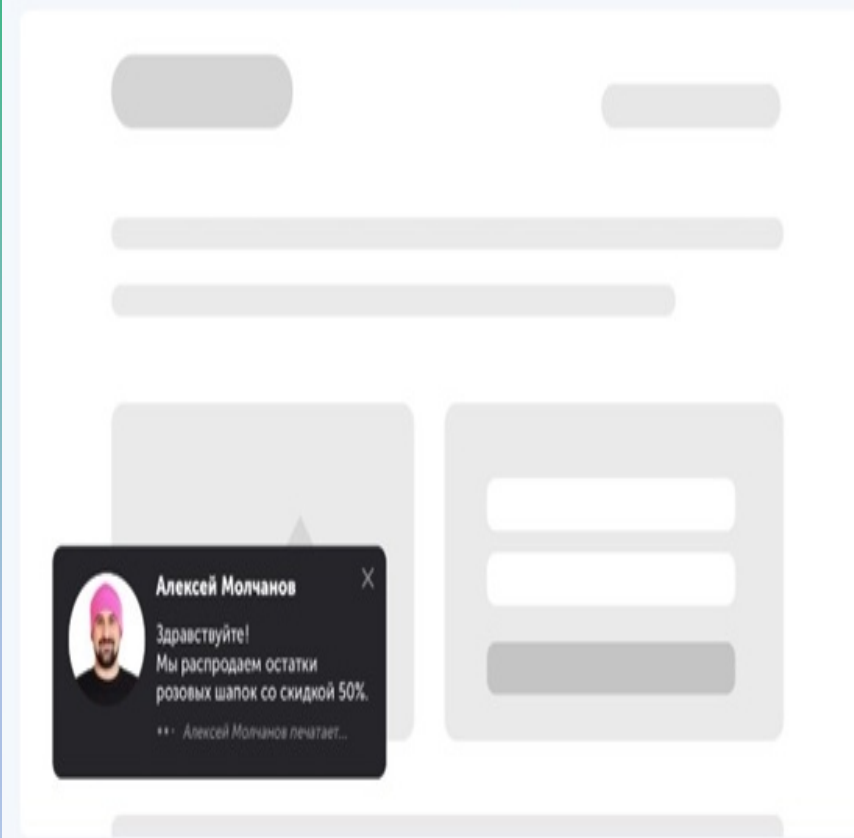 Алексей Молчанов
Здравствуйте!
Мы распродаем остатки
розовых шапок со скидкой 50%.
Алексей Молчанов печатает...